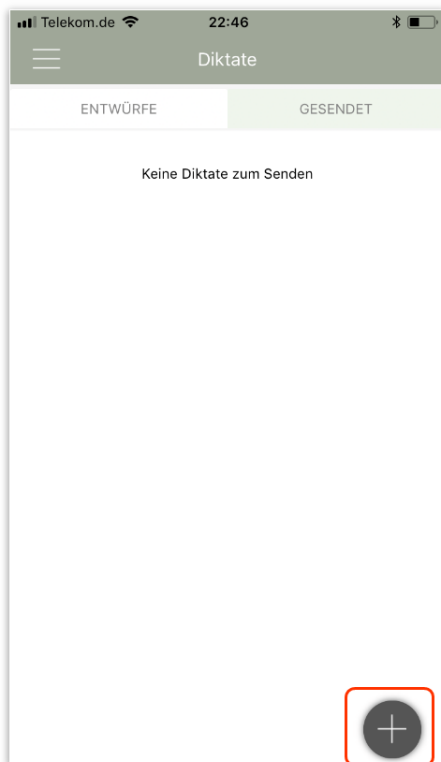 Telekom.de 22:46
Diktate
ENTWÜRFE GESENDET
Keine Diktate zum Senden